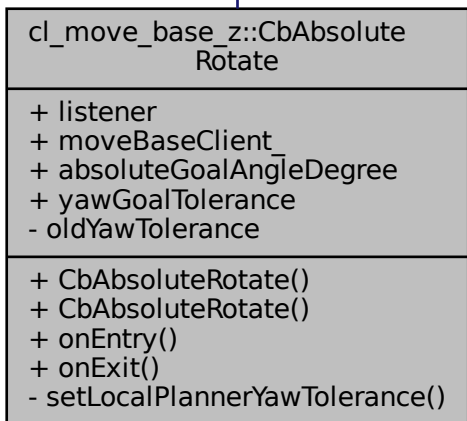 cl_move_base_z::CbAbsolute
Rotate
+ listener
+ moveBaseClient_
+ absoluteGoalAngleDegree
+ yawGoalTolerance
- oldYawTolerance
+ CbAbsoluteRotate()
+ CbAbsoluteRotate()
+ onEntry()
+ onExit()
- setLocalPlannerYawTolerance()